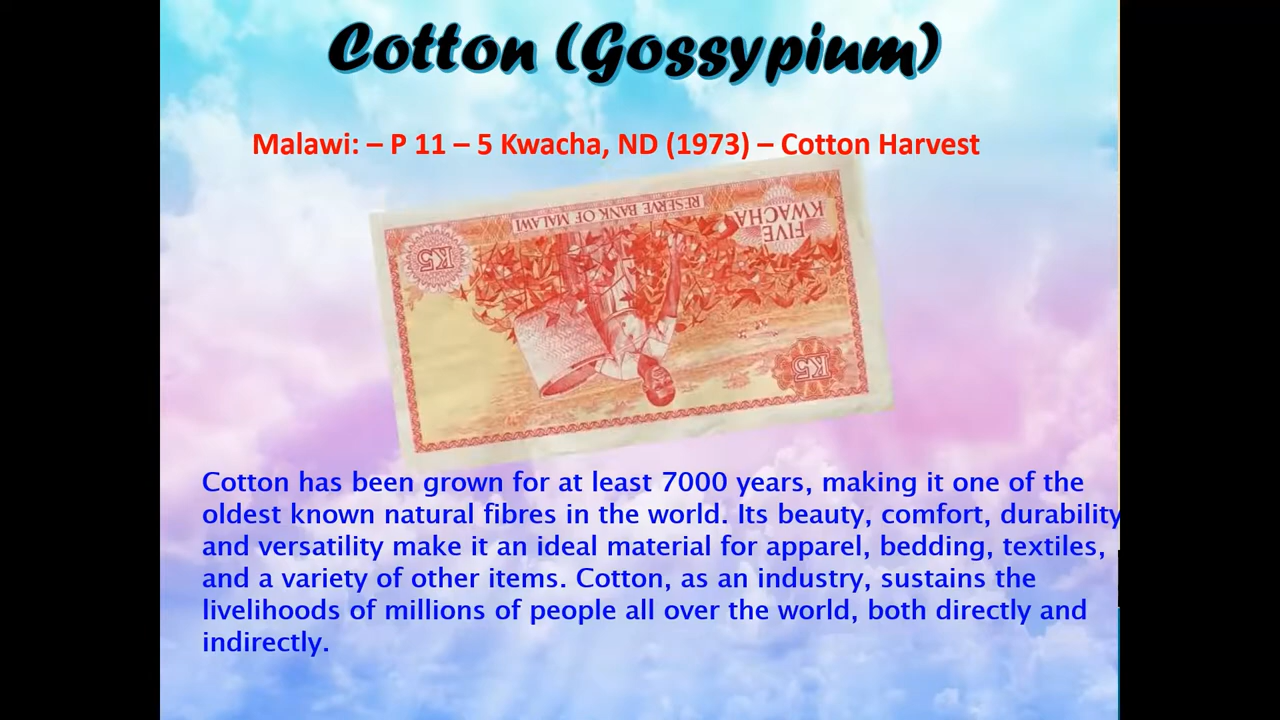 Cotton (Gossypium)
Malawi: – P 11 – 5 Kwacha, ND (1973) – Cotton Harvest
RESERVE BANK OF MALAWI
FIVE
KWACHA
K5
K5
Cotton has been grown for at least 7000 years, making it one of the
oldest known natural fibres in the world. Its beauty, comfort, durability
and versatility make it an ideal material for apparel, bedding, textiles,
and a variety of other items. Cotton, as an industry, sustains the
livelihoods of millions of people all over the world, both directly and
indirectly.